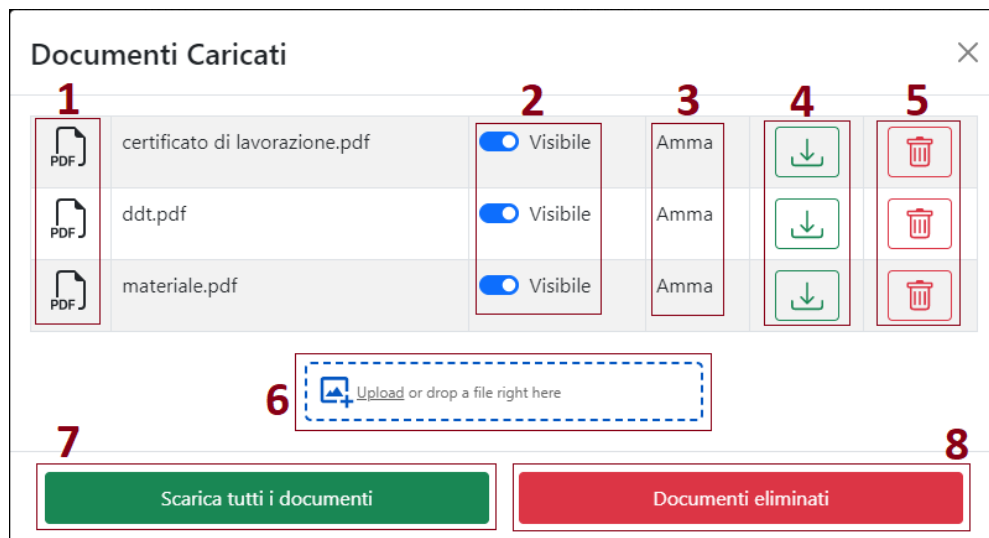 Documenti Caricati
1 2 3 4 5
PDF certificato di lavorazione.pdf Visibile Amma
PDF ddt.pdf Visibile Amma
PDF materiale.pdf Visibile Amma
6 Upload or drop a file right here
7 8
Scarica tutti i documenti Documenti eliminati